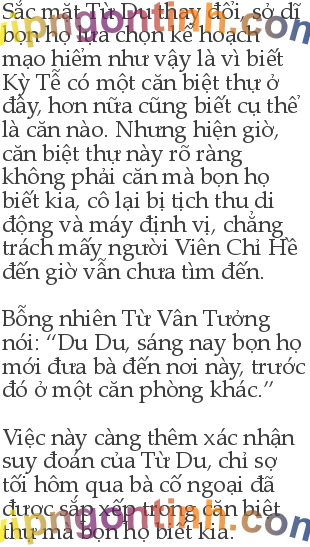 Sắc mặt Từ Du thay đổi, sở dĩ
bọn họ lựa chọn kế hoạch
mạo hiểm như vậy là vì biết
Kỳ Tễ có một căn biệt thự ở
đây, hơn nữa cũng biết cụ thể
là căn nào. Nhưng hiện giờ,
căn biệt thự này rõ ràng
không phải căn mà bọn họ
biết kia, cô lại bị tịch thu di
động và máy định vị, chẳng
trách mấy người Viên Chỉ Hề
đến giờ vẫn chưa tìm đến.
Bỗng nhiên Từ Vân Tưởng
nói: “Du Du, sáng nay bọn họ
mới đưa bà đến nơi này, trước
đó ở một căn phòng khác.”
Việc này càng thêm xác nhận
suy đoán của Từ Du, chỉ sợ
tối hôm qua bà cố ngoại đã
được sắp xếp trong căn biệt
thự mà bọn họ biết kia.
vipngontinh.com
vipngontinh.com